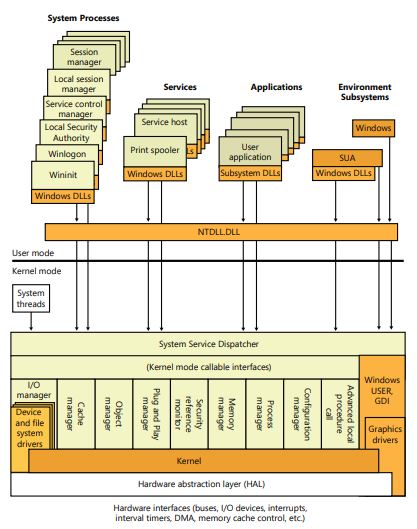 System Processes
Session
manager
Local session
manager
Service control
manager
Local Security
Authority
Winlogon
Wininit
Windows DLLs
Services
Service host
DLLs
Print spooler
Windows DLLs
Applications
User
application
DLLs
Subsystem DLLs
Environment
Subsystems
Windows
SUA
Windows DLLs
NTDLL.DLL
User mode
Kernel mode
System
threads
System Service Dispatcher
(Kernel mode callable interfaces)
I/O
manager
Device
and file
system
drivers
Cache
manager
Object
manager
Plug and Play
manager
Security
reference
monitor
Memory
manager
Process
manager
Configuration
manager
Advanced local
procedure
call
Windows
USER,
GDI
Graphics
drivers
Kernel
Hardware abstraction layer (HAL)
Hardware interfaces (buses, I/O devices, interrupts,
interval timers, DMA, memory cache control, etc.)